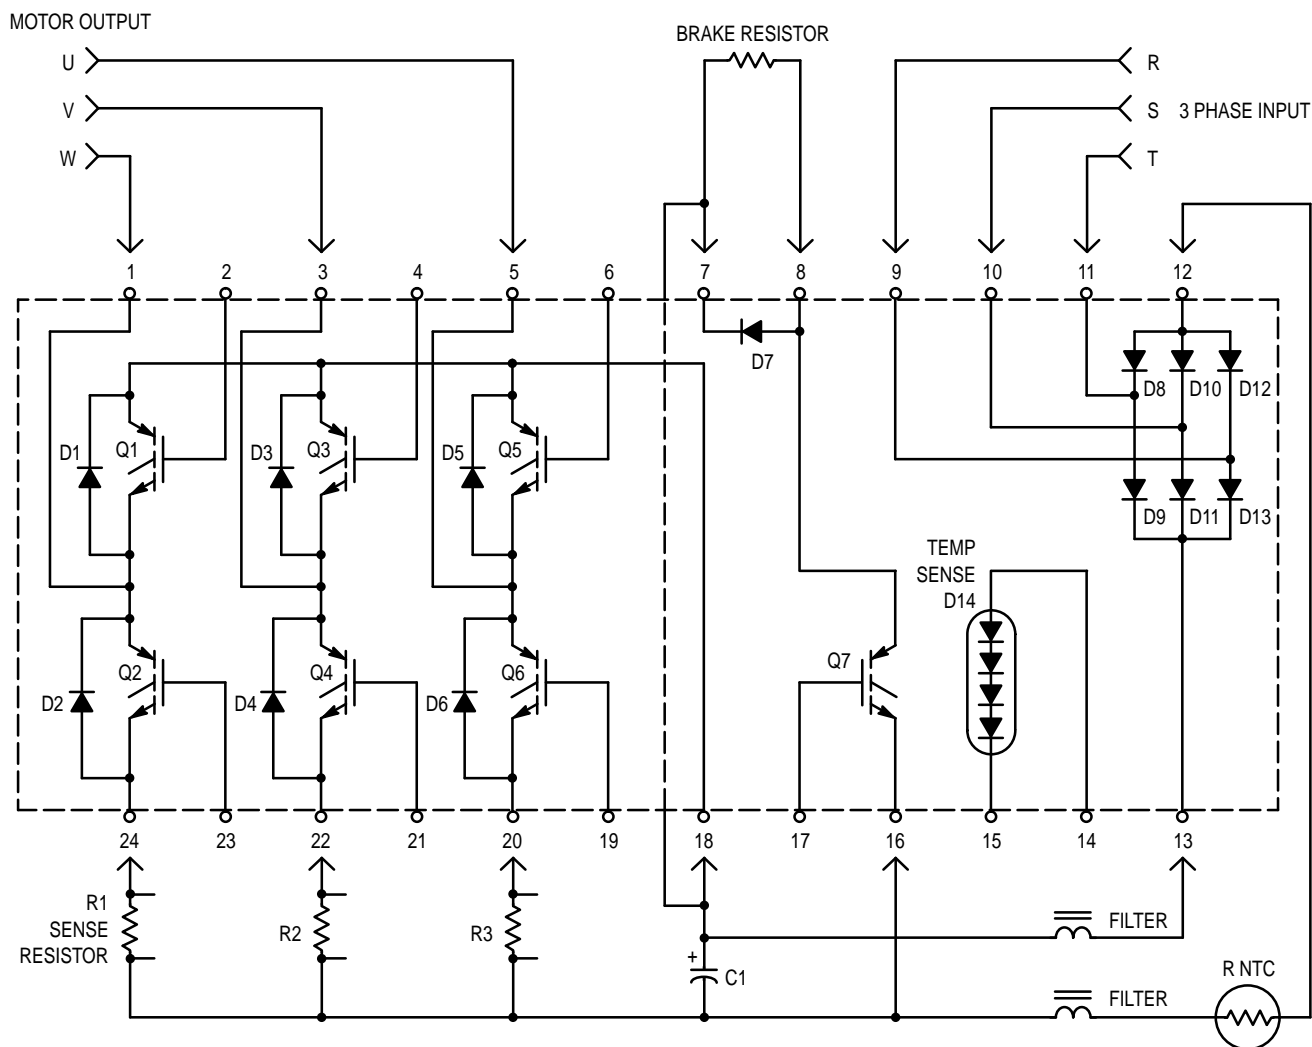 MOTOR OUTPUT
U
V
W
BRAKE RESISTOR
R
S 3 PHASE INPUT
T
1 2 3 4 5 6 7 8 9 10 11 12
D7
D8 D10 D12
D1 Q1 D3 Q3 D5 Q5
D9 D11 D13
TEMP
SENSE
D14
D2 Q2 D4 Q4 D6 Q6 Q7
24 23 22 21 20 19 18 17 16 15 14 13
R1
SENSE
RESISTOR
R2 R3
FILTER
+
C1
R NTC
FILTER